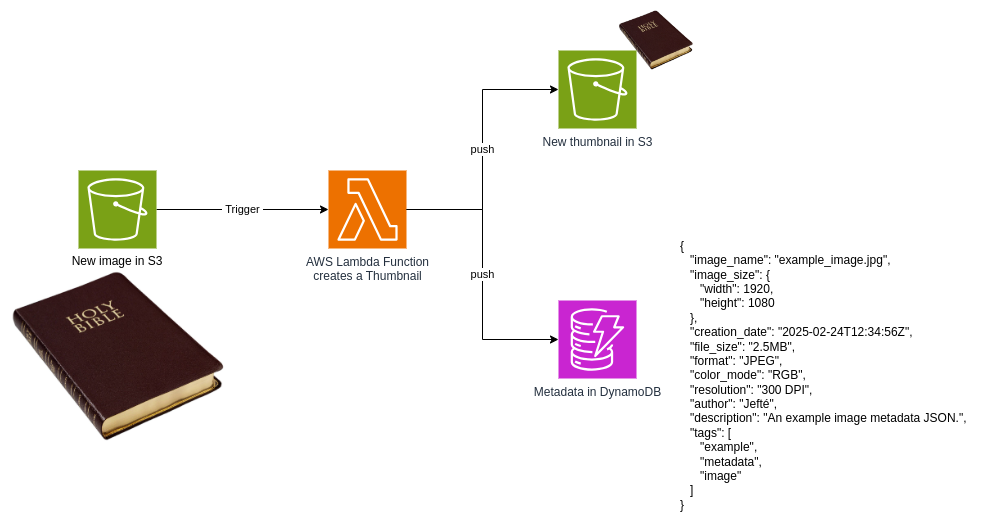 HOLY
BIBLE
New thumbnail in S3
push
Trigger
New image in S3
AWS Lambda Function
creates a Thumbnail
push
Metadata in DynamoDB
HOLY
BIBLE
{
"image_name": "example_image.jpg",
"image_size": {
"width": 1920,
"height": 1080
},
"creation_date": "2025-02-24T12:34:56Z",
"file_size": "2.5MB",
"format": "JPEG",
"color_mode": "RGB",
"resolution": "300 DPI",
"author": "Jefté",
"description": "An example image metadata JSON.",
"tags": [
"example",
"metadata",
"image"
]
}